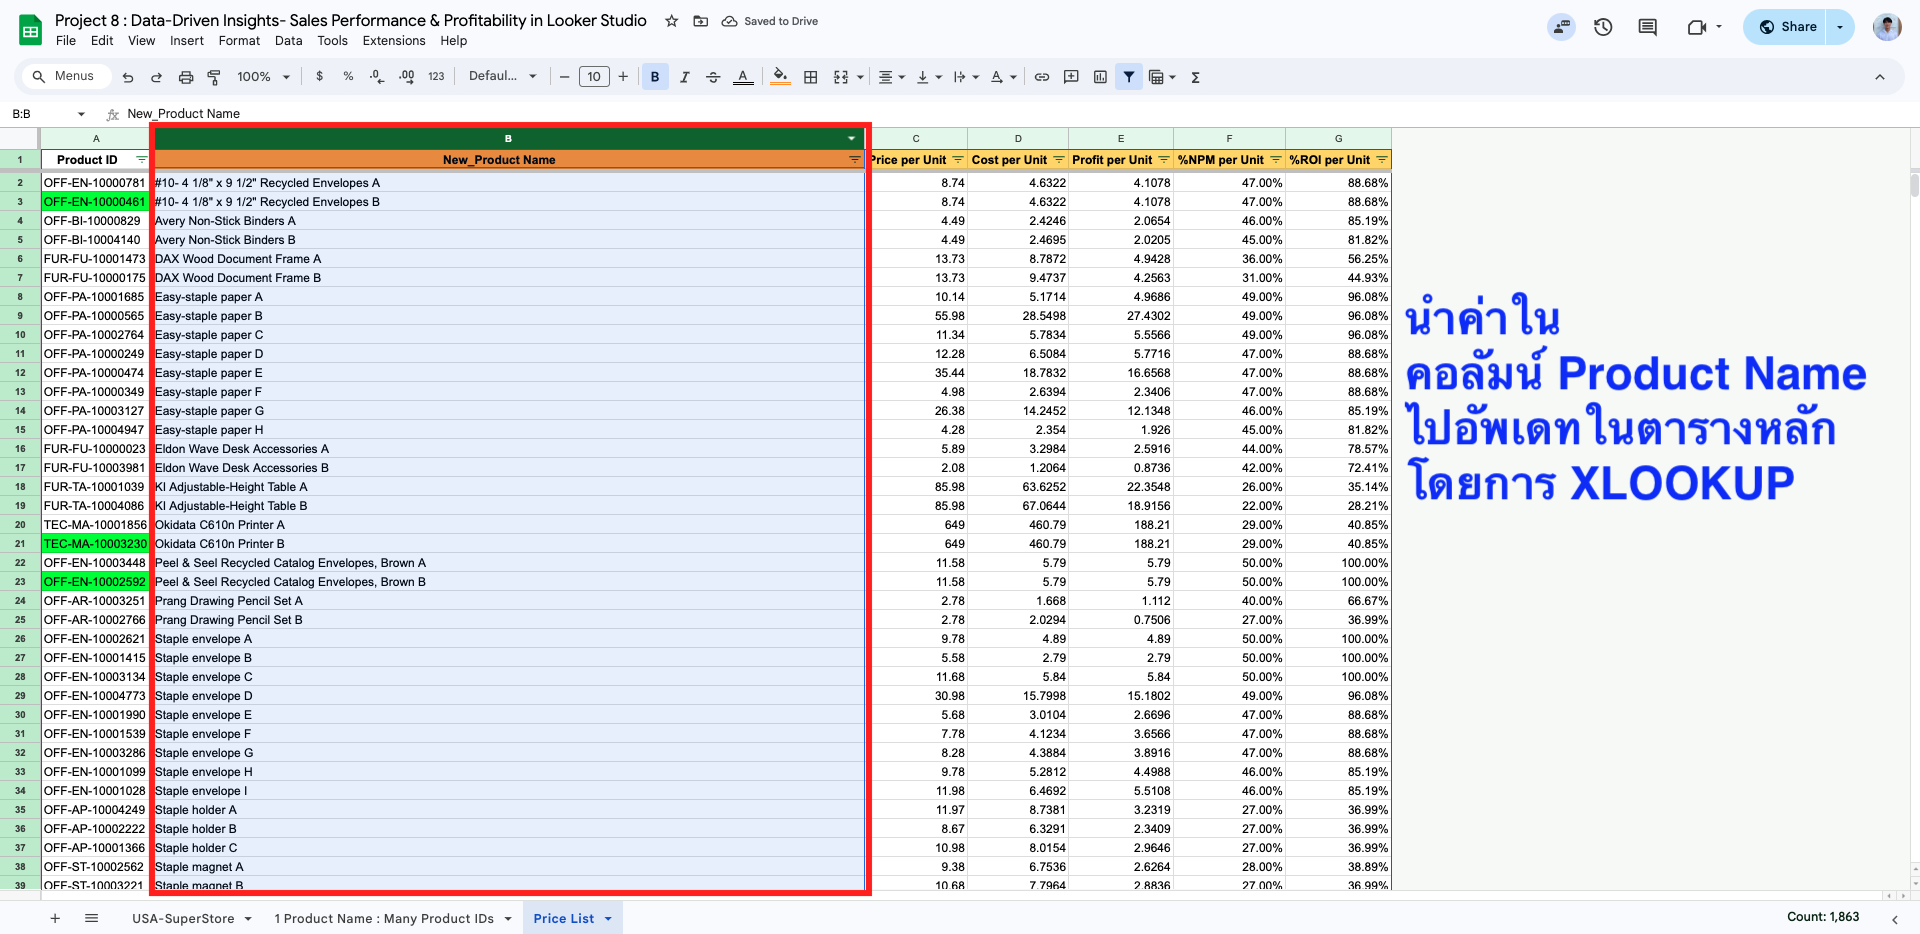 Project 8 : Data-Driven Insights- Sales Performance & Profitability in Looker Studio
Saved to Drive
File Edit View Insert Format Data Tools Extensions Help
Share
Menus 100% $ % .0 .00 123 Defaul... − 10 + B I S A Σ
B:B fx New_Product Name
A B C D E F G
1 Product ID New_Product Name Price per Unit Cost per Unit Profit per Unit %NPM per Unit %ROI per Unit
2 OFF-EN-10000781 #10- 4 1/8" x 9 1/2" Recycled Envelopes A 8.74 4.6322 4.1078 47.00% 88.68%
3 OFF-EN-10000461 #10- 4 1/8" x 9 1/2" Recycled Envelopes B 8.74 4.6322 4.1078 47.00% 88.68%
4 OFF-BI-10000829 Avery Non-Stick Binders A 4.49 2.4246 2.0654 46.00% 85.19%
5 OFF-BI-10004140 Avery Non-Stick Binders B 4.49 2.4695 2.0205 45.00% 81.82%
6 FUR-FU-10001473 DAX Wood Document Frame A 13.73 8.7872 4.9428 36.00% 56.25%
7 FUR-FU-10000175 DAX Wood Document Frame B 13.73 9.4737 4.2563 31.00% 44.93%
8 OFF-PA-10001685 Easy-staple paper A 10.14 5.1714 4.9686 49.00% 96.08%
9 OFF-PA-10000565 Easy-staple paper B 55.98 28.5498 27.4302 49.00% 96.08%
10 OFF-PA-10002764 Easy-staple paper C 11.34 5.7834 5.5566 49.00% 96.08%
11 OFF-PA-10000249 Easy-staple paper D 12.28 6.5084 5.7716 47.00% 88.68%
12 OFF-PA-10000474 Easy-staple paper E 35.44 18.7832 16.6568 47.00% 88.68%
13 OFF-PA-10000349 Easy-staple paper F 4.98 2.6394 2.3406 47.00% 88.68%
14 OFF-PA-10003127 Easy-staple paper G 26.38 14.2452 12.1348 46.00% 85.19%
15 OFF-PA-10004947 Easy-staple paper H 4.28 2.354 1.926 45.00% 81.82%
16 FUR-FU-10000023 Eldon Wave Desk Accessories A 5.89 3.2984 2.5916 44.00% 78.57%
17 FUR-FU-10003981 Eldon Wave Desk Accessories B 2.08 1.2064 0.8736 42.00% 72.41%
18 FUR-TA-10001039 KI Adjustable-Height Table A 85.98 63.6252 22.3548 26.00% 35.14%
19 FUR-TA-10004086 KI Adjustable-Height Table B 85.98 67.0644 18.9156 22.00% 28.21%
20 TEC-MA-10001856 Okidata C610n Printer A 649 460.79 188.21 29.00% 40.85%
21 TEC-MA-10003230 Okidata C610n Printer B 649 460.79 188.21 29.00% 40.85%
22 OFF-EN-10003448 Peel & Seel Recycled Catalog Envelopes, Brown A 11.58 5.79 5.79 50.00% 100.00%
23 OFF-EN-10002592 Peel & Seel Recycled Catalog Envelopes, Brown B 11.58 5.79 5.79 50.00% 100.00%
24 OFF-AR-10003251 Prang Drawing Pencil Set A 2.78 1.668 1.112 40.00% 66.67%
25 OFF-AR-10002766 Prang Drawing Pencil Set B 2.78 2.0294 0.7506 27.00% 36.99%
26 OFF-EN-10002621 Staple envelope A 9.78 4.89 4.89 50.00% 100.00%
27 OFF-EN-10001415 Staple envelope B 5.58 2.79 2.79 50.00% 100.00%
28 OFF-EN-10003134 Staple envelope C 11.68 5.84 5.84 50.00% 100.00%
29 OFF-EN-10004773 Staple envelope D 30.98 15.7998 15.1802 49.00% 96.08%
30 OFF-EN-10001990 Staple envelope E 5.68 3.0104 2.6696 47.00% 88.68%
31 OFF-EN-10001539 Staple envelope F 7.78 4.1234 3.6566 47.00% 88.68%
32 OFF-EN-10003286 Staple envelope G 8.28 4.3884 3.8916 47.00% 88.68%
33 OFF-EN-10001099 Staple envelope H 9.78 5.2812 4.4988 46.00% 85.19%
34 OFF-EN-10001028 Staple envelope I 11.98 6.4692 5.5108 46.00% 85.19%
35 OFF-AP-10004249 Staple holder A 11.97 8.7381 3.2319 27.00% 36.99%
36 OFF-AP-10002222 Staple holder B 8.67 6.3291 2.3409 27.00% 36.99%
37 OFF-AP-10001366 Staple holder C 10.98 8.0154 2.9646 27.00% 36.99%
38 OFF-ST-10002562 Staple magnet A 9.38 6.7536 2.6264 28.00% 38.89%
39 OFF-ST-10003221 Staple magnet B 10.68 7.7964 2.8836 27.00% 36.99%
นำค่าใน
คอลัมน์ Product Name
ไปอัพเดทในตารางหลัก
โดยการ XLOOKUP
+ USA-SuperStore 1 Product Name : Many Product IDs Price List Count: 1,863